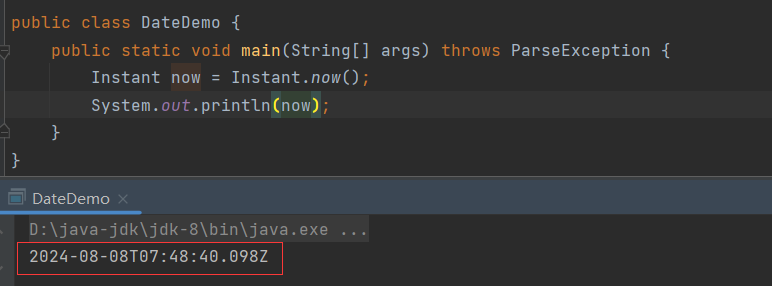 public class DateDemo {
public static void main(String[] args) throws ParseException {
Instant now = Instant.now();
System.out.println(now);
}
}
DateDemo ×
D:\java-jdk\jdk-8\bin\java.exe ...
2024-08-08T07:48:40.098Z